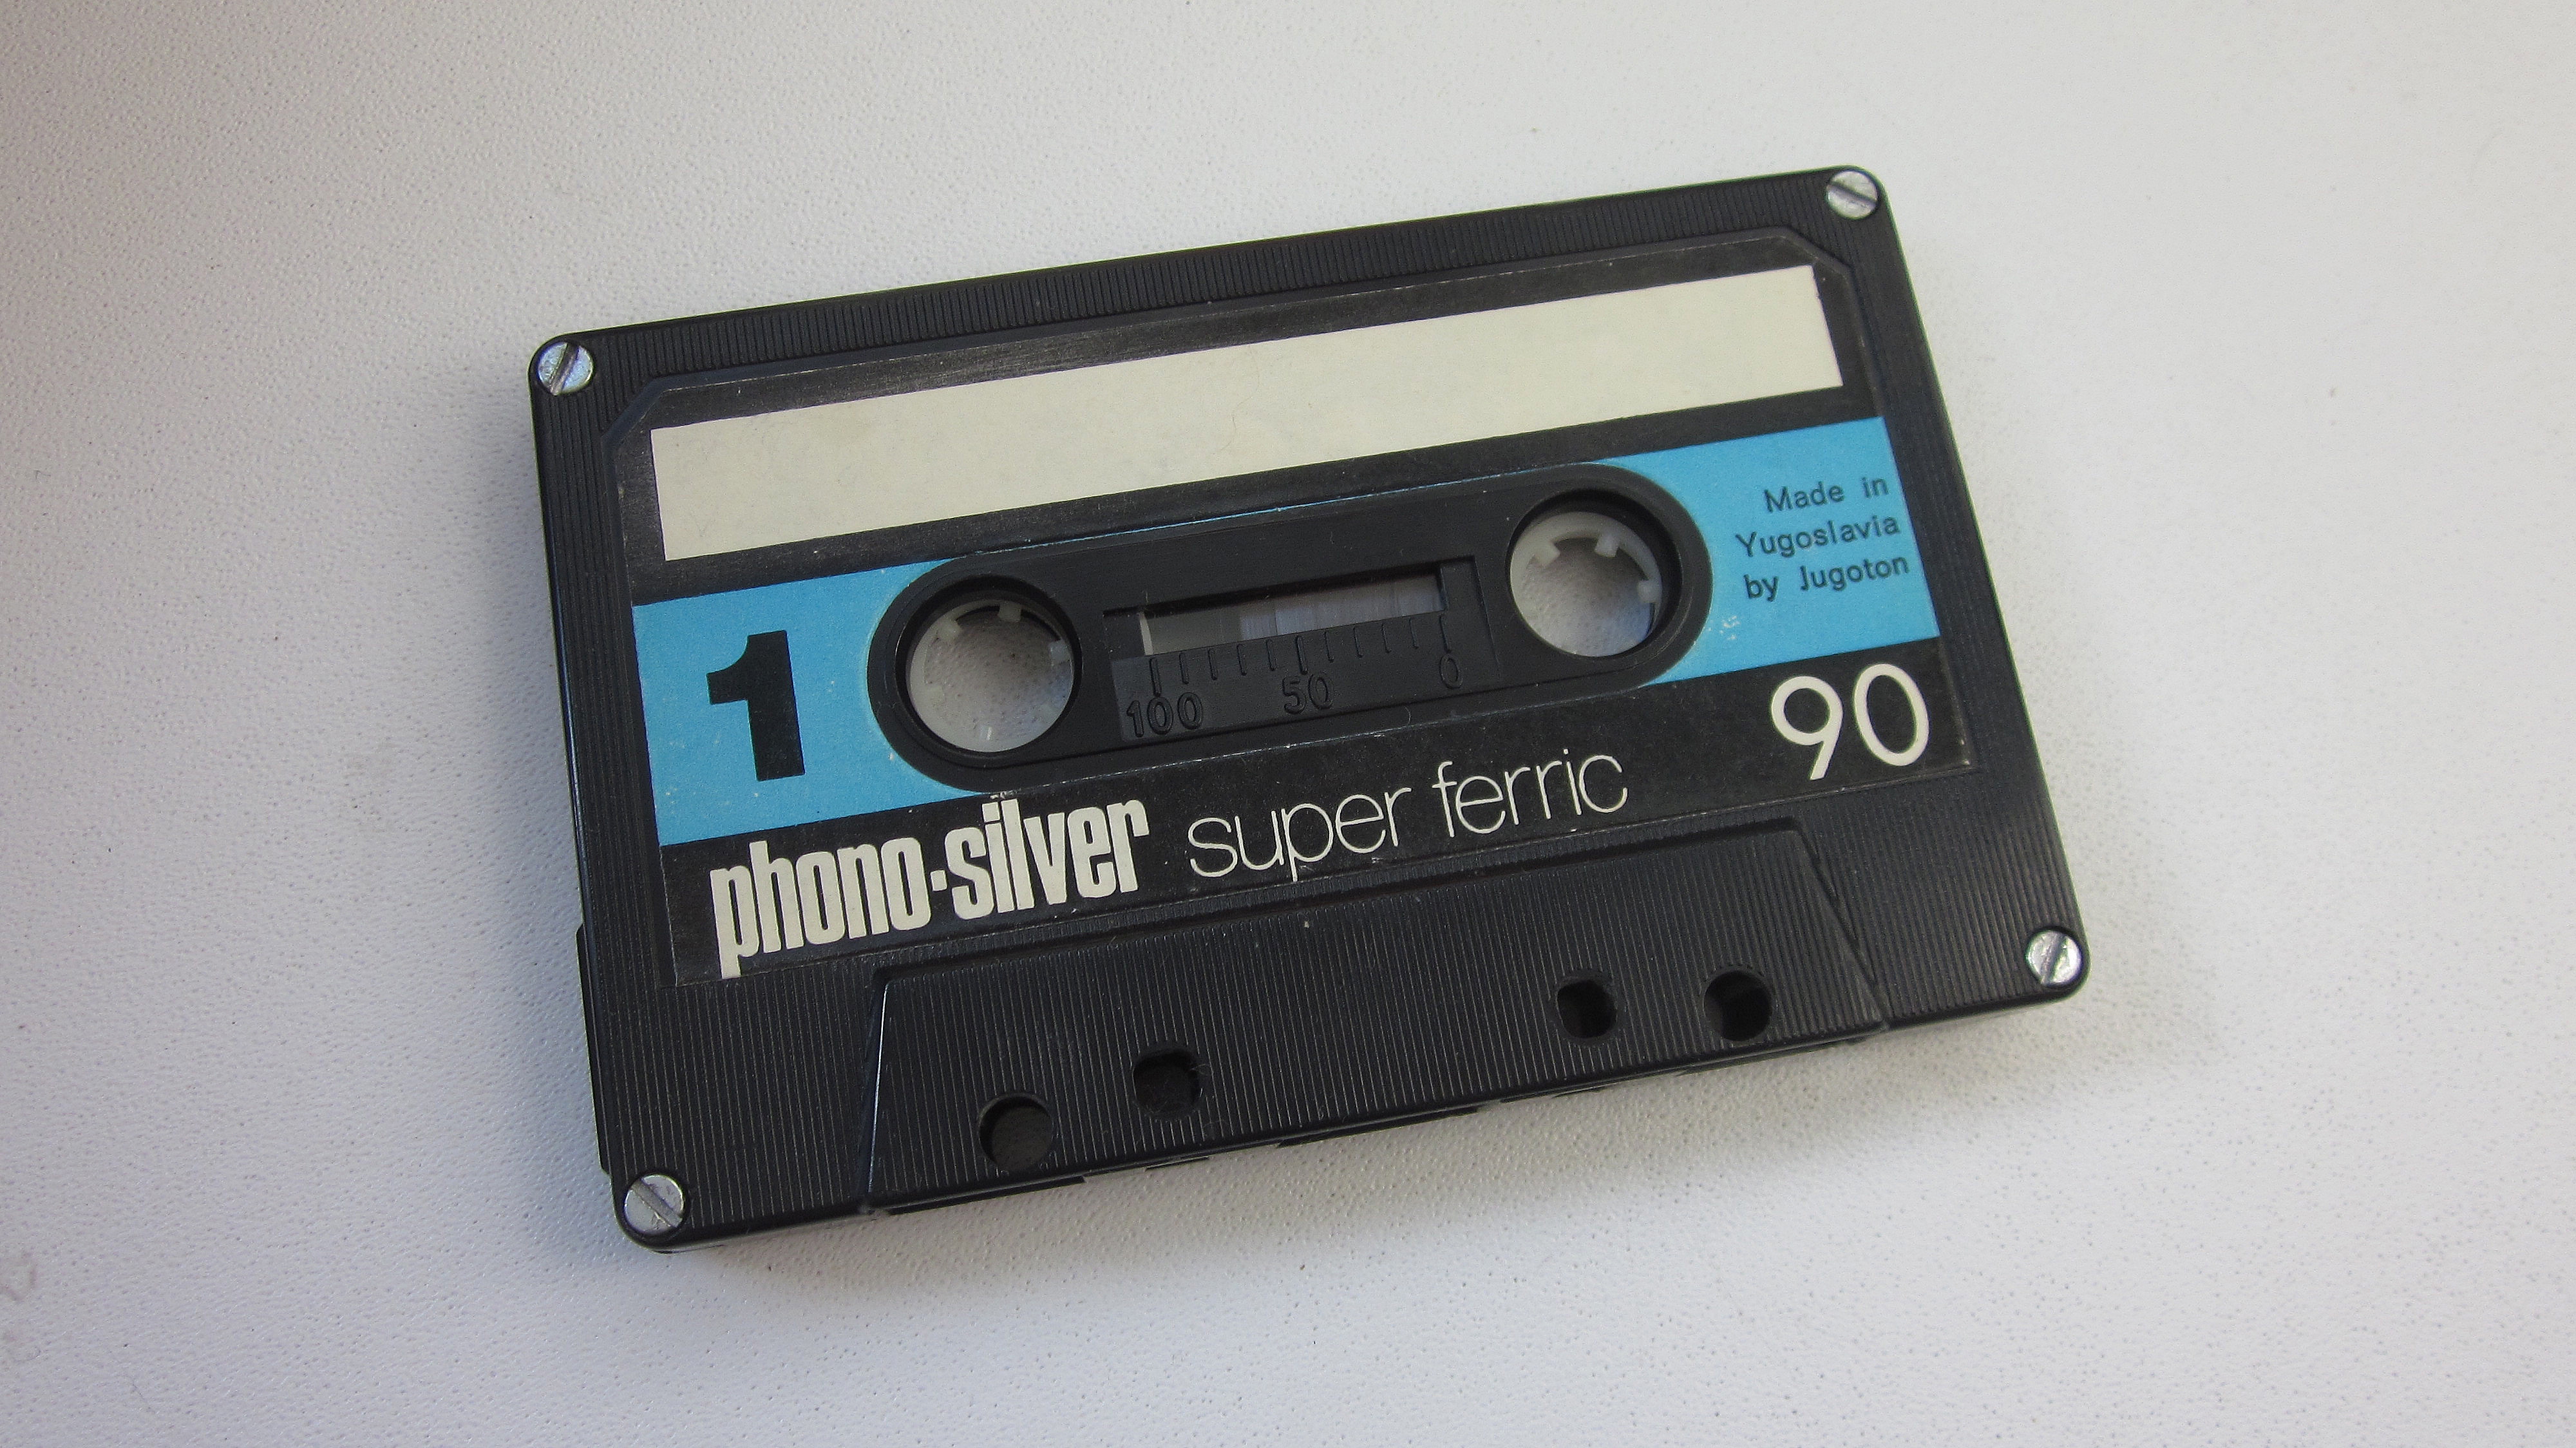 Made in
Yugoslavia
by Jugoton
1
100 50 0
90
phono·silver super ferric